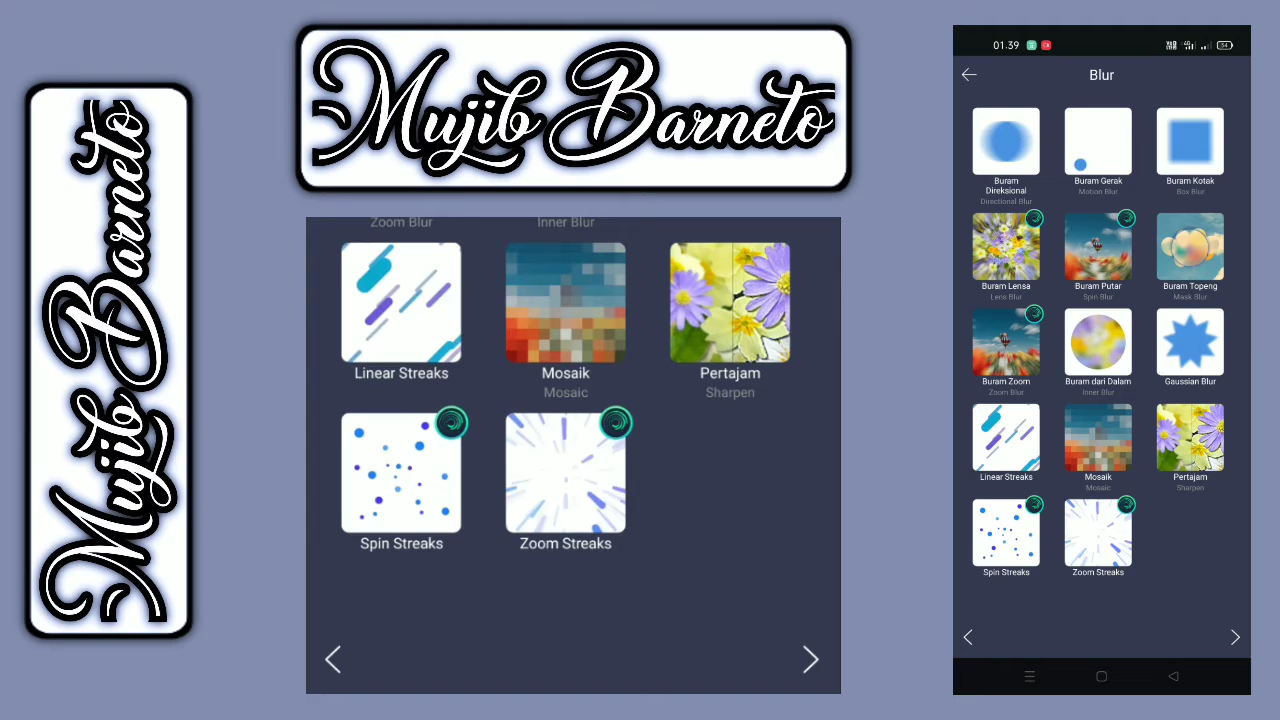 Mujib Barneto
Mujib Barneto
Zoom Blur
Inner Blur
Linear Streaks
Mosaik
Mosaic
Pertajam
Sharpen
Spin Streaks
Zoom Streaks
01.39
34
Blur
Buram
Direksional
Directional Blur
Buram Gerak
Motion Blur
Buram Kotak
Box Blur
Buram Lensa
Lens Blur
Buram Putar
Spin Blur
Buram Topeng
Mask Blur
Buram Zoom
Zoom Blur
Buram dari Dalam
Inner Blur
Gaussian Blur
Linear Streaks
Mosaik
Mosaic
Pertajam
Sharpen
Spin Streaks
Zoom Streaks